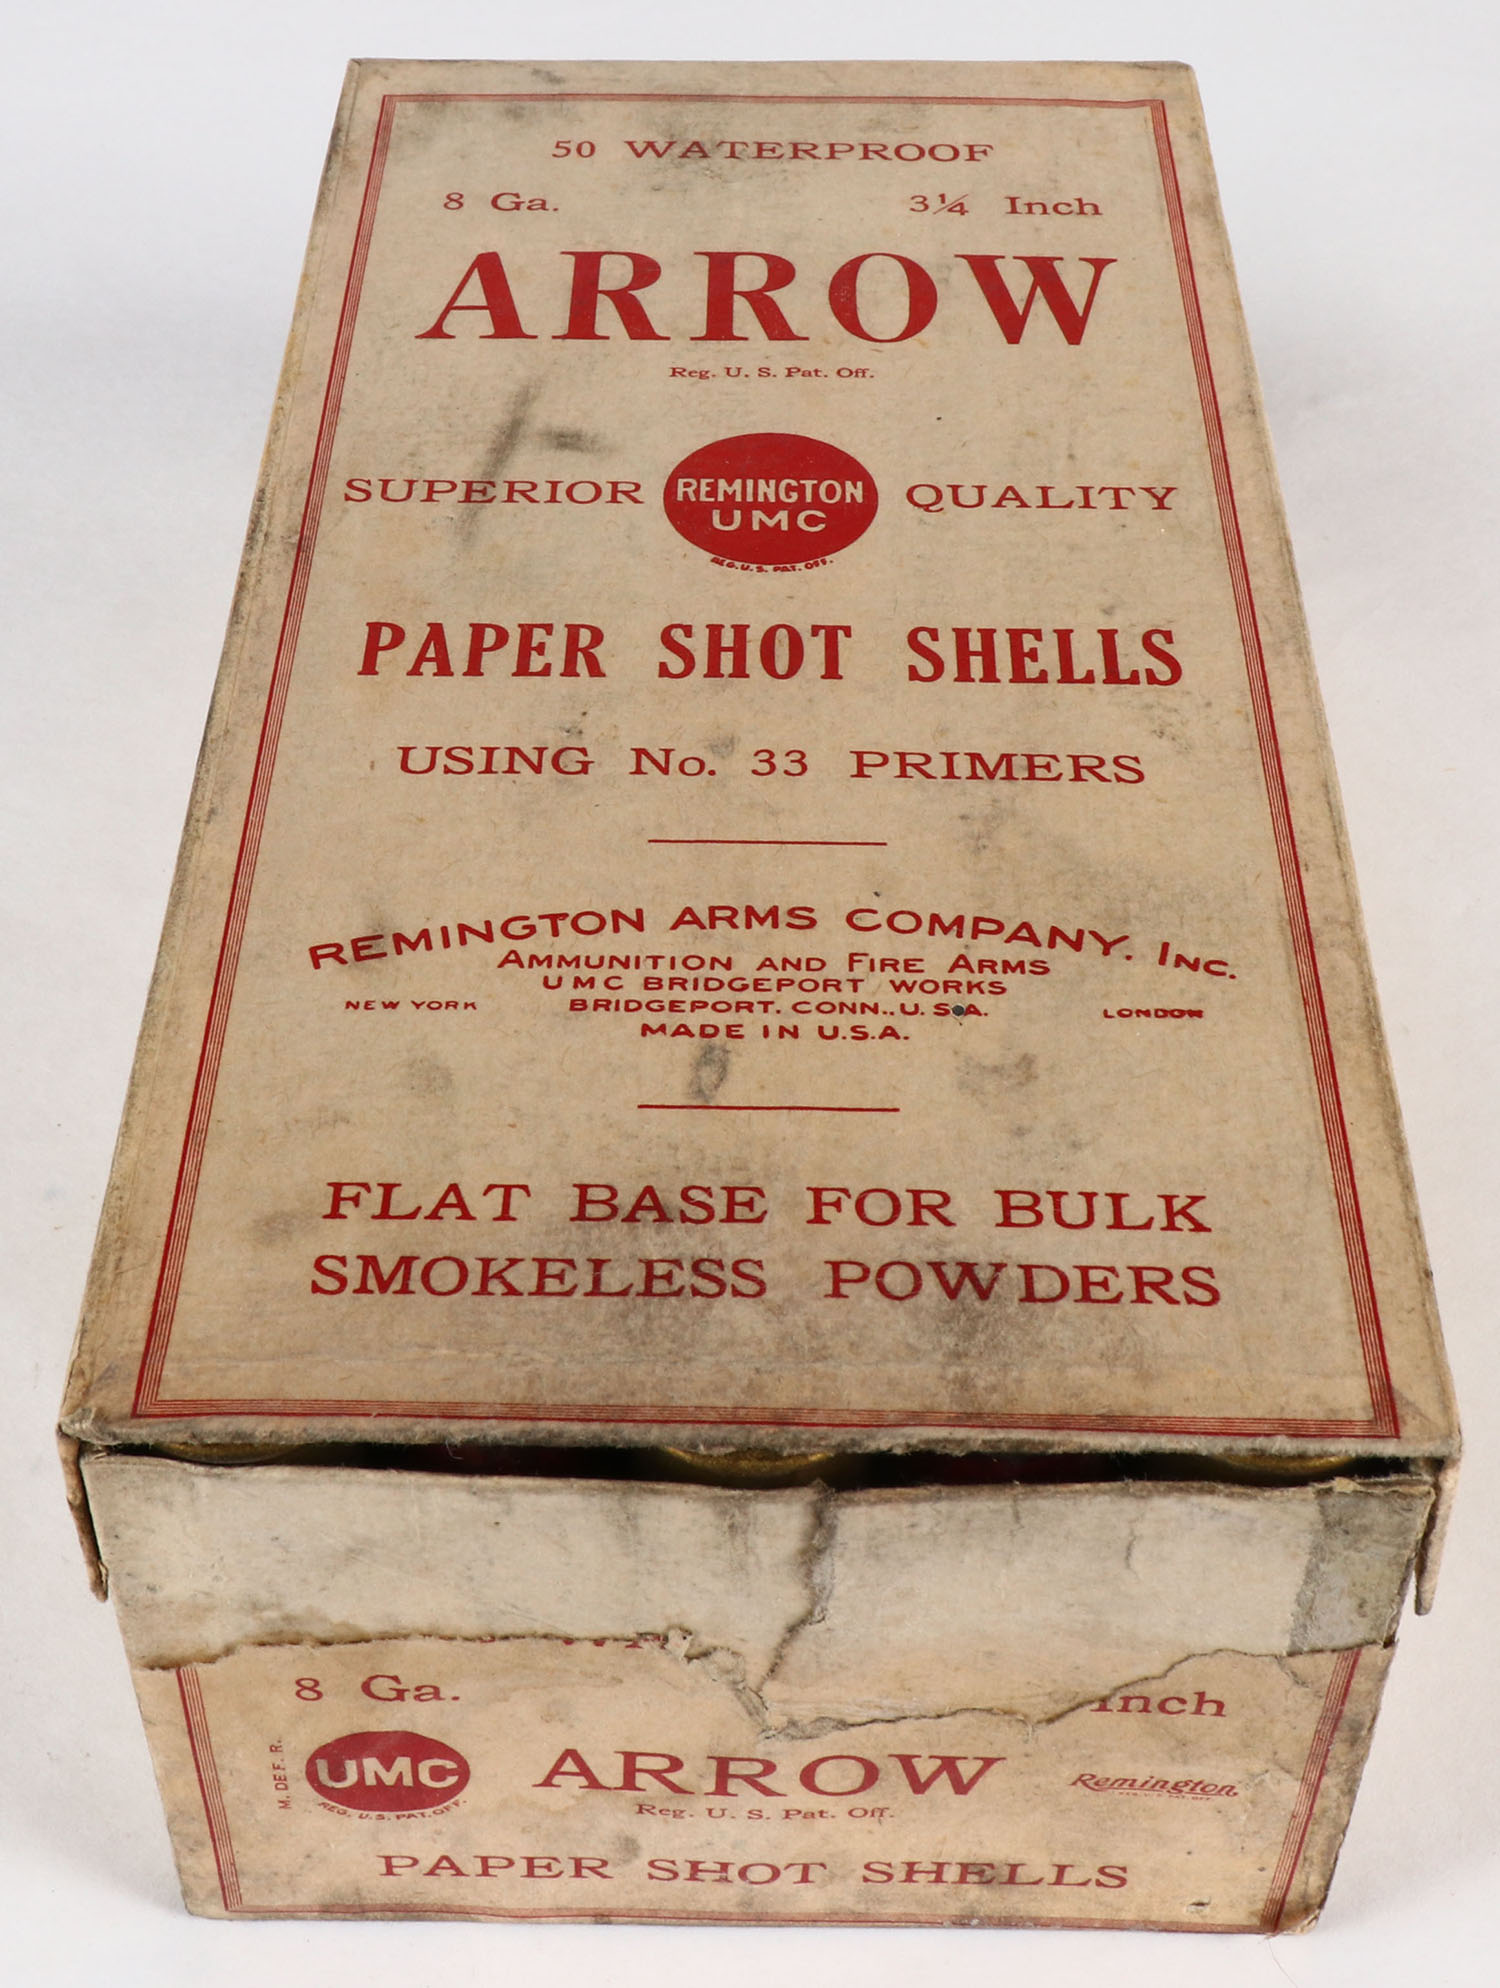 50 WATERPROOF
8 Ga. 3¼ Inch
ARROW
Reg. U. S. Pat. Off.
SUPERIOR REMINGTON UMC QUALITY
REG. U.S. PAT. OFF.
PAPER SHOT SHELLS
USING No. 33 PRIMERS
REMINGTON ARMS COMPANY, INC.
AMMUNITION AND FIRE ARMS
UMC BRIDGEPORT WORKS
NEW YORK BRIDGEPORT, CONN., U.S.A. LONDON
MADE IN U.S.A.
FLAT BASE FOR BULK
SMOKELESS POWDERS
8 Ga. Inch
M. DE F. R.
UMC ARROW Remington
REG. U.S. PAT. OFF. Reg. U. S. Pat. Off.
PAPER SHOT SHELLS